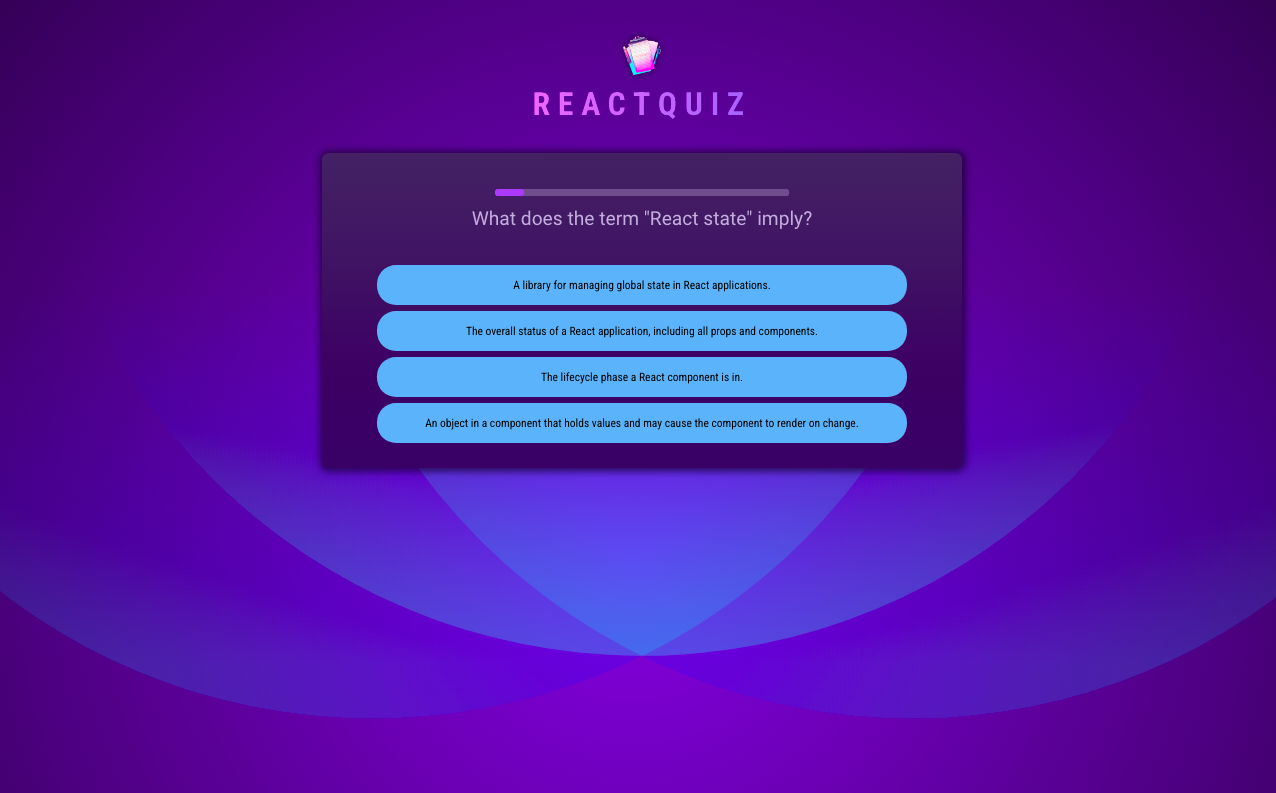 REACTQUIZ
What does the term "React state" imply?
A library for managing global state in React applications.
The overall status of a React application, including all props and components.
The lifecycle phase a React component is in.
An object in a component that holds values and may cause the component to render on change.